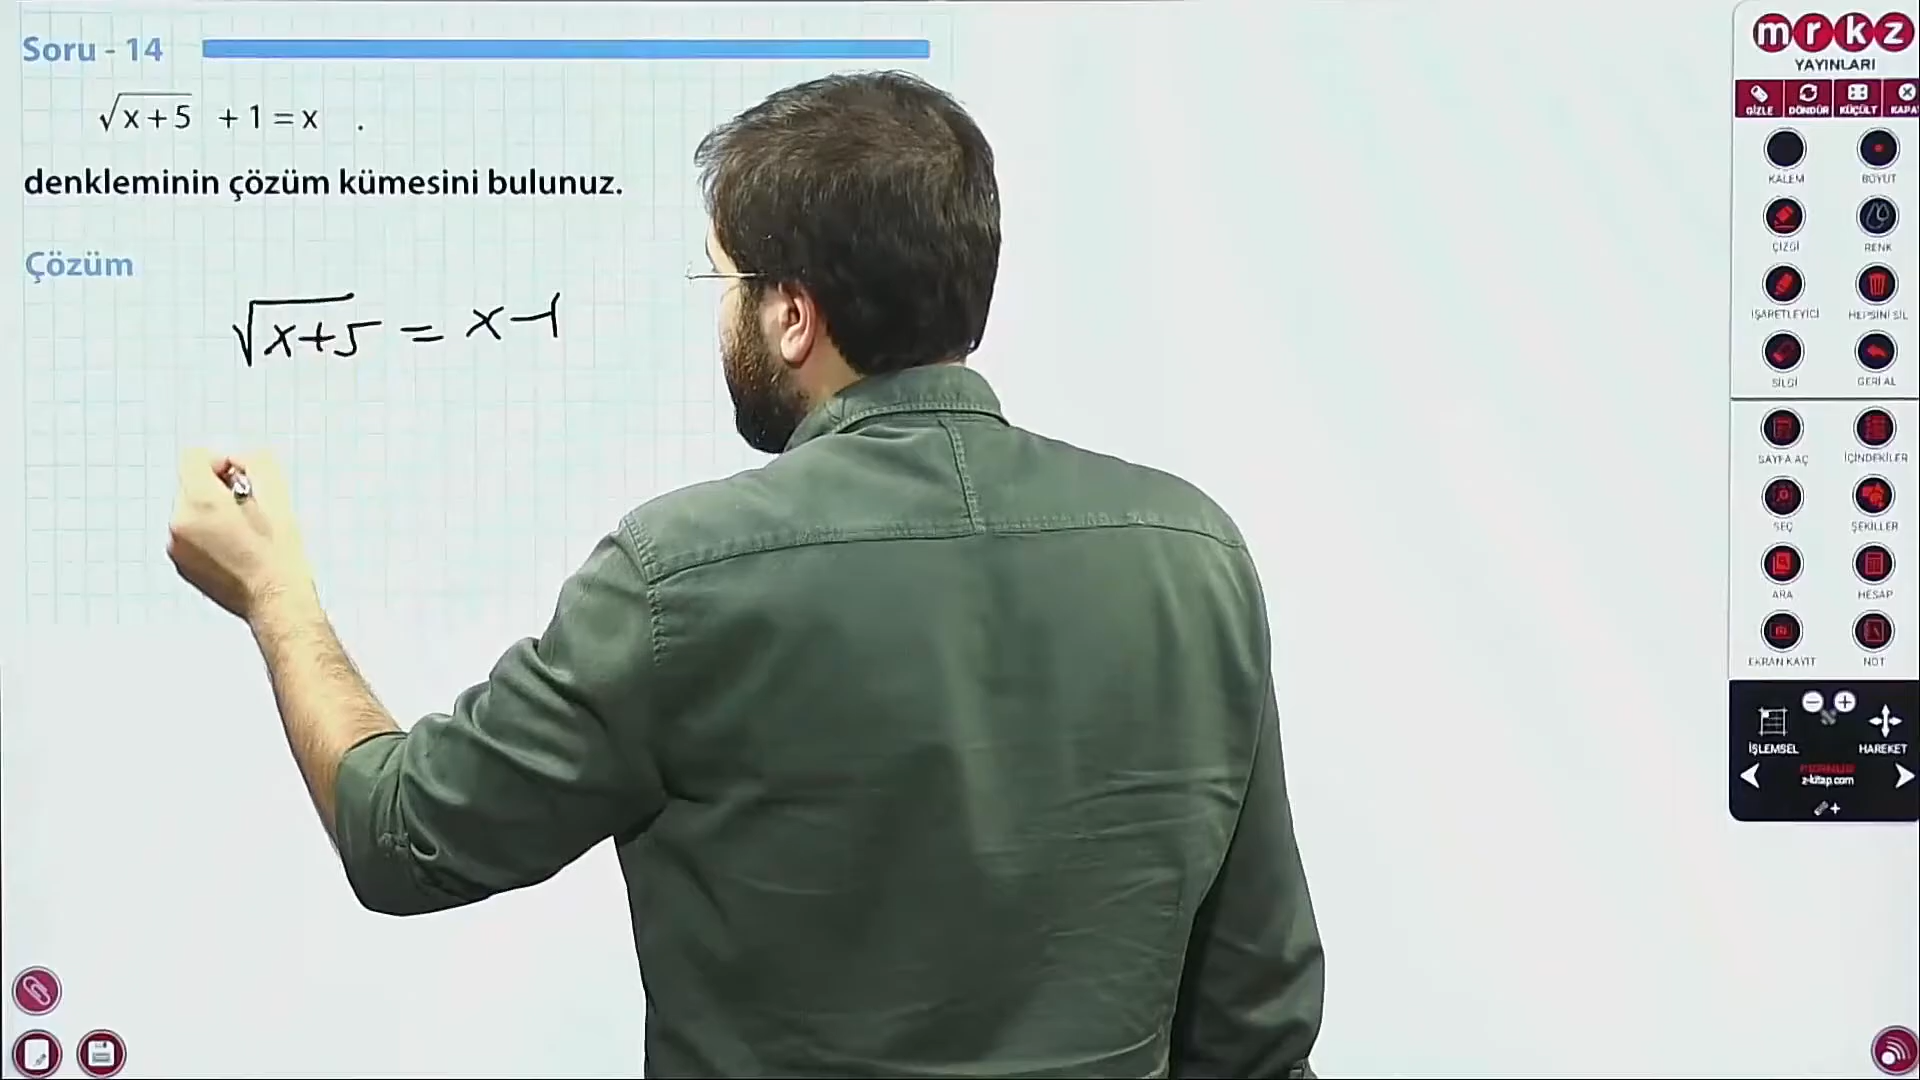 Soru - 14
√x+5 + 1 = x .
denkleminin çözüm kümesini bulunuz.
Çözüm
√x+5 = x-1
mrkz
YAYINLARI
GİZLE DÖNDÜR KÜÇÜLT KAPA
KALEM BOYUT
ÇİZGİ RENK
İŞARETLEYİCİ HEPSİNİ SİL
SİLGİ GERİ AL
SAYFA AÇ İÇİNDEKİLER
SEÇ ŞEKİLLER
ARA HESAP
EKRAN KAYIT NOT
İŞLEMSEL HAREKET
z-kitap.com